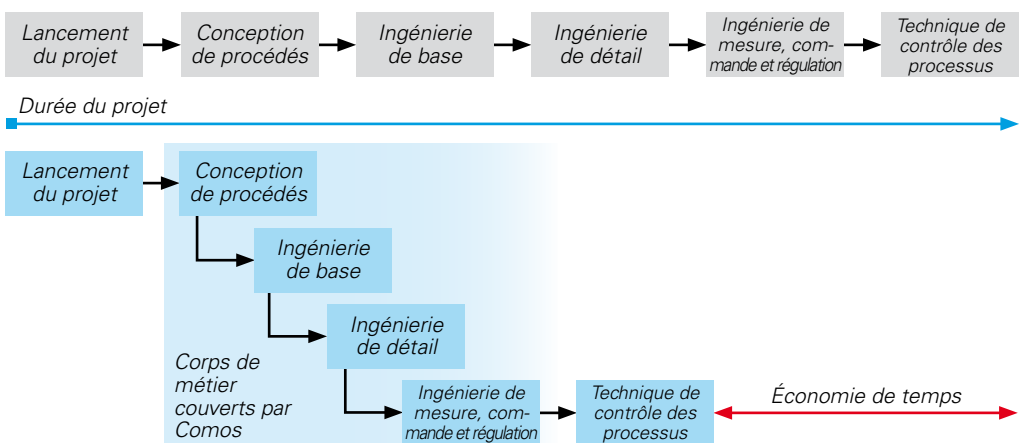 Lancement
du projet
Conception
de procédés
Ingénierie
de base
Ingénierie
de détail
Ingénierie de
mesure, com-
mande et régulation
Technique de
contrôle des
processus
Durée du projet
Lancement
du projet
Conception
de procédés
Ingénierie
de base
Ingénierie
de détail
Corps de
métier
couverts par
Comos
Ingénierie de
mesure, com-
mande et régulation
Technique de
contrôle des
processus
Économie de temps